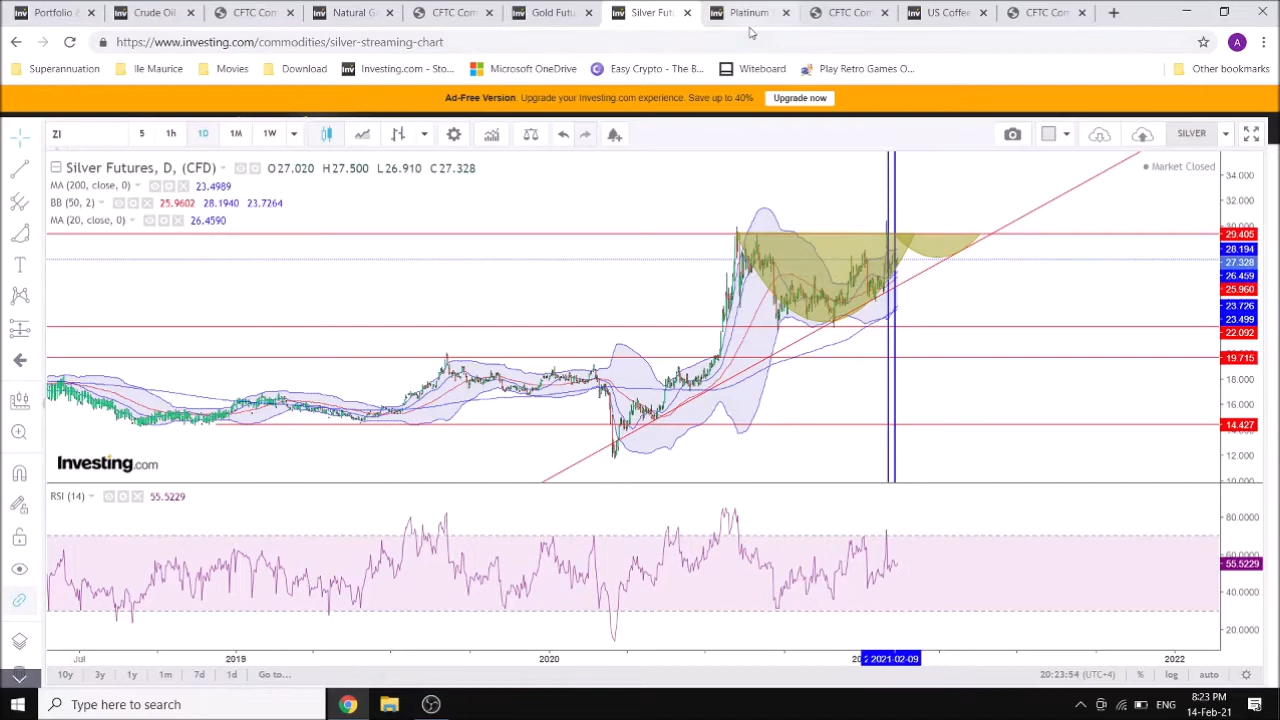 Portfolio & Crude Oil CFTC Com Natural G CFTC Com Gold Futu Silver Fut Platinum CFTC Com US Coffee CFTC Com
https://www.investing.com/commodities/silver-streaming-chart A
Superannuation Ile Maurice Movies Download Investing.com - Sto... Microsoft OneDrive Easy Crypto - The B... Witeboard Play Retro Games O... Other bookmarks
Ad-Free Version. Upgrade your Investing.com experience. Save up to 40% Upgrade now
ZI 5 1h 1D 1M 1W SILVER
Silver Futures, D, (CFD) O27.020 H27.500 L26.910 C27.328 Market Closed
34.000
MA (200, close, 0) 23.4989
BB (50, 2) 25.9602 28.1940 23.7264
32.000
MA (20, close, 0) 26.4590
29.405
28.194
27.328
26.459
25.960
23.726
23.499
22.092
19.715
18.000
16.000
14.427
12.000
Investing.com
10.000
RSI (14) 55.5229
80.0000
60.0000
55.5229
40.0000
20.0000
Jul 2019 2020 2021-02-09 2022
10y 3y 1y 1m 7d 1d Go to... 20:23:54 (UTC+4) % log auto
Type here to search ENG 8:23 PM
14-Feb-21